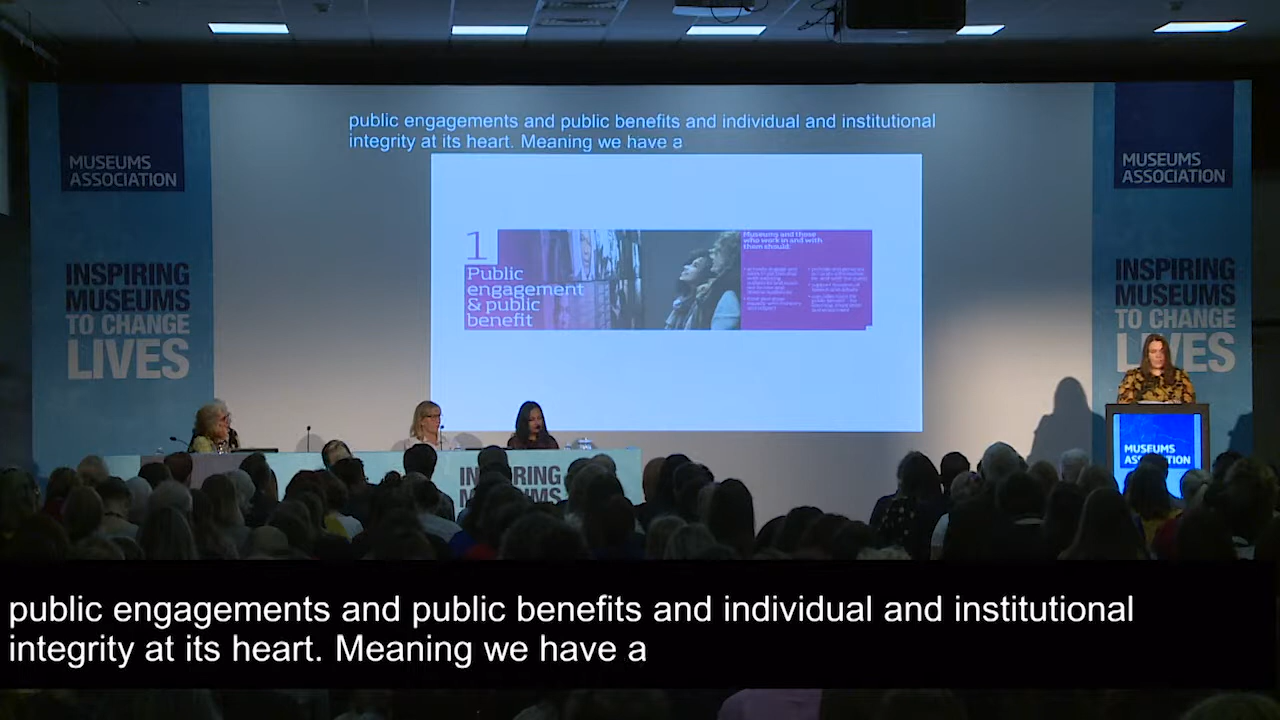 public engagements and public benefits and individual and institutional
integrity at its heart. Meaning we have a
MUSEUMS
ASSOCIATION
MUSEUMS
ASSOCIATION
1
Public
engagement
& public
benefit
Museums and those
who work in and with
them should:
INSPIRING
MUSEUMS
TO CHANGE
LIVES
INSPIRING
MUSEUMS
TO CHANGE
LIVES
MUSEUMS
ASSOCIATION
INSPIRING
MUSEUMS
public engagements and public benefits and individual and institutional
integrity at its heart. Meaning we have a